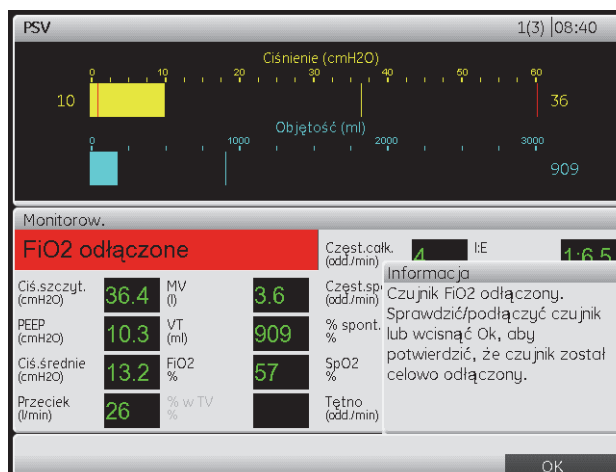 PSV 1(3) 08:40
Ciśnienie (cmH2O)
0 10 20 30 40 50 60
10 36
Objętość (ml)
0 1000 2000 3000
909
Monitorow.
FiO2 odłączone
Częst.całk. (odd./min) 4 I:E 1:6.5
Ciś.szczyt. (cmH2O) 36.4 MV (l) 3.6 Częst.sp (odd./min)
PEEP (cmH2O) 10.3 VT (ml) 909 % spont. %
Ciś.średnie (cmH2O) 13.2 FiO2 % 57 SpO2 %
Przeciek (l/min) 26 % w TV % Tętno (odd./min)
Informacja
Czujnik FiO2 odłączony.
Sprawdzić/podłączyć czujnik
lub wcisnąć Ok, aby
potwierdzić, że czujnik został
celowo odłączony.
OK